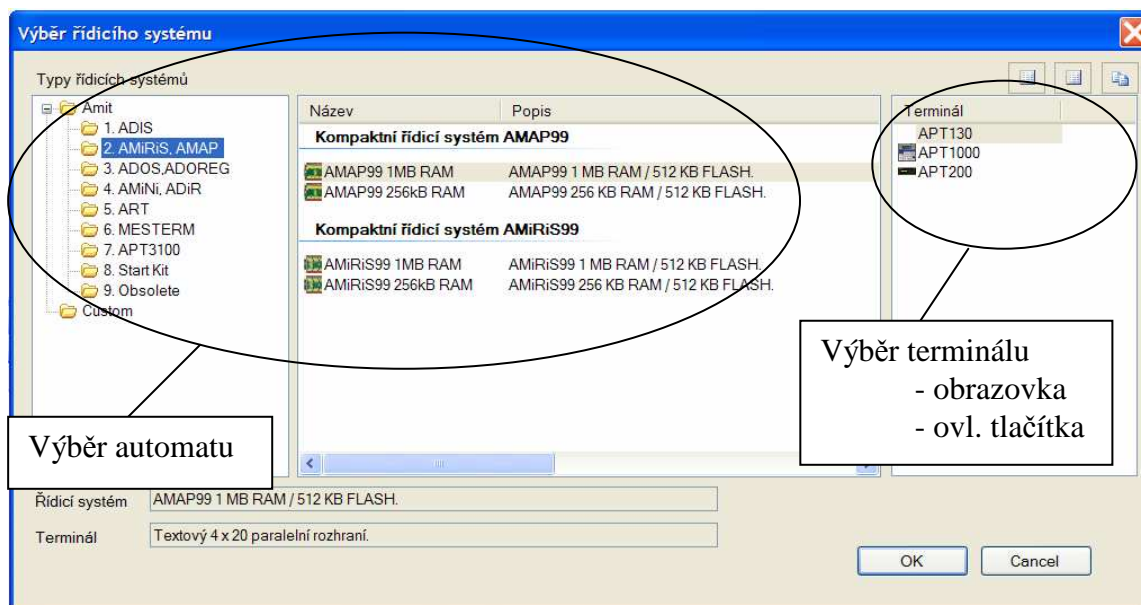 Výběr řídicího systému
Typy řídicích systémů
Amit
1. ADIS
2. AMiRiS, AMAP
3. ADOS,ADOREG
4. AMiNi, ADiR
5. ART
6. MESTERM
7. APT3100
8. Start Kit
9. Obsolete
Custom
Název Popis
Kompaktní řídicí systém AMAP99
AMAP99 1MB RAM AMAP99 1 MB RAM / 512 KB FLASH.
AMAP99 256kB RAM AMAP99 256 KB RAM / 512 KB FLASH.
Kompaktní řídicí systém AMiRiS99
AMiRiS99 1MB RAM AMiRiS99 1 MB RAM / 512 KB FLASH.
AMiRiS99 256kB RAM AMiRiS99 256 KB RAM / 512 KB FLASH.
Terminál
APT130
APT1000
APT200
Výběr terminálu
- obrazovka
- ovl. tlačítka
Výběr automatu
Řídicí systém AMAP99 1 MB RAM / 512 KB FLASH.
Terminál Textový 4 x 20 paralelní rozhraní.
OK Cancel